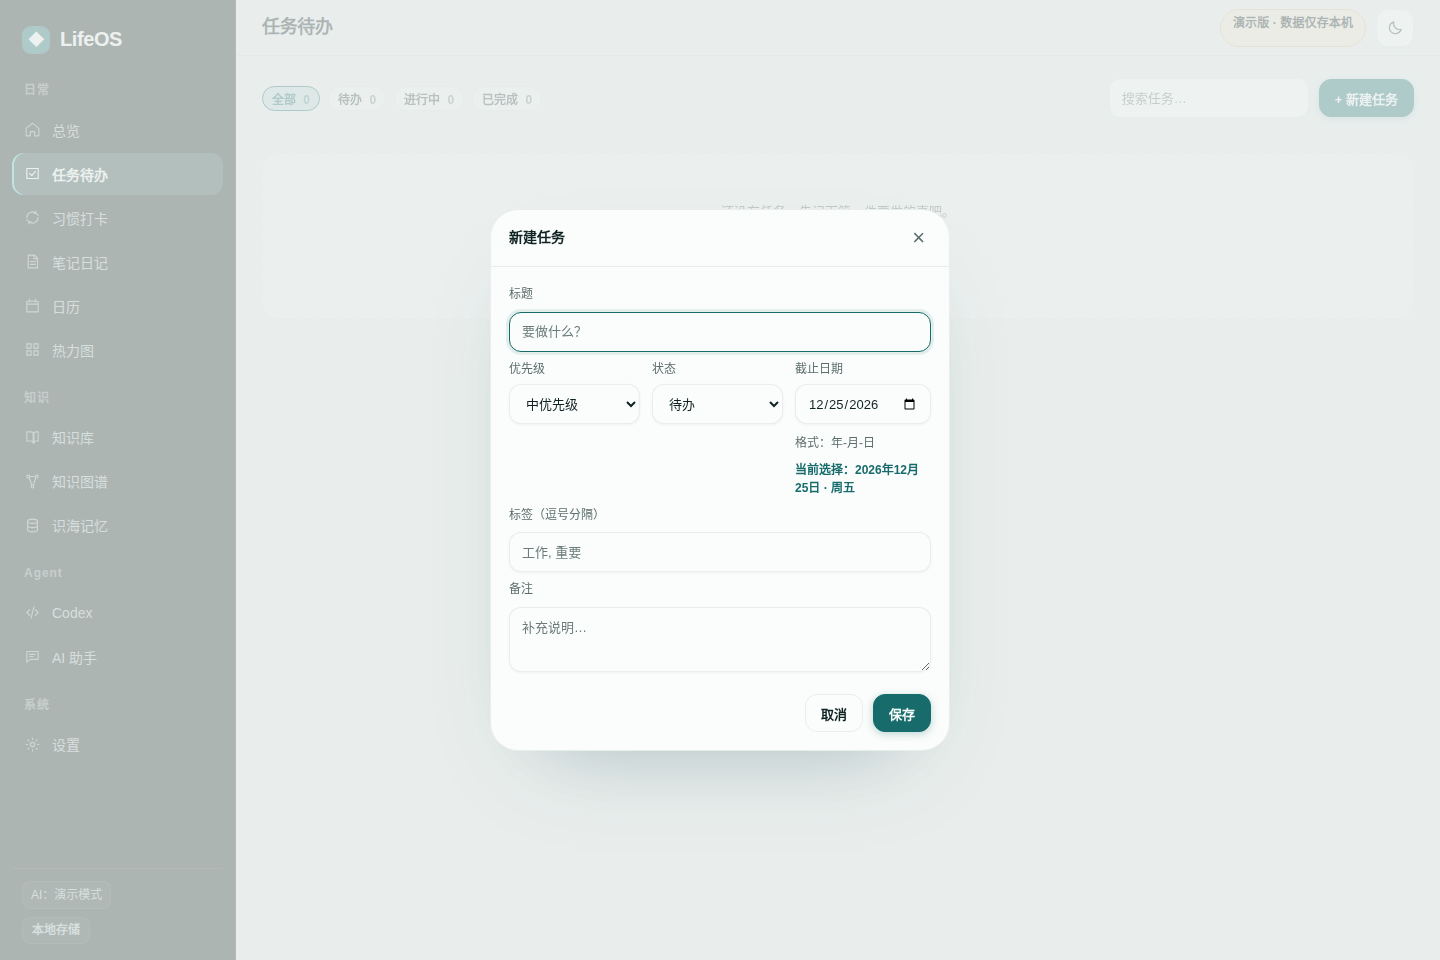 LifeOS
日常
总览
任务待办
习惯打卡
笔记日记
日历
热力图
知识
知识库
知识图谱
识海记忆
Agent
Codex
AI 助手
系统
设置
AI：演示模式
本地存储
任务待办
演示版 · 数据仅存本机
全部 0
待办 0
进行中 0
已完成 0
搜索任务…
+ 新建任务
新建任务
×
标题
要做什么？
优先级
状态
截止日期
中优先级
待办
12/25/2026
格式：年-月-日
当前选择：2026年12月
25日 · 周五
标签（逗号分隔）
工作, 重要
备注
补充说明…
取消
保存